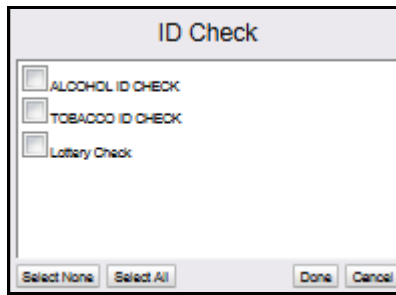 ID Check
ALCOHOL ID CHECK
TOBACCO ID CHECK
Lottery Check
Select None Select All Done Cancel